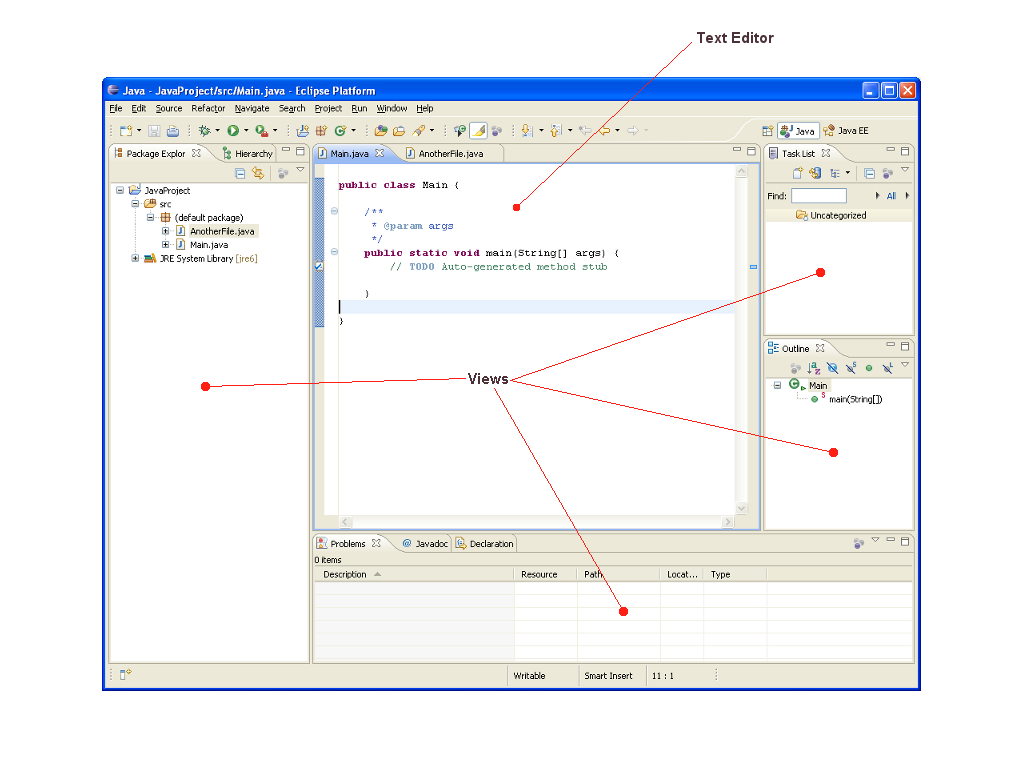 Text Editor
Java - JavaProject/src/Main.java - Eclipse Platform
File Edit Source Refactor Navigate Search Project Run Window Help
Java
Java EE
Package Explor
Hierarchy
JavaProject
src
(default package)
AnotherFile.java
Main.java
JRE System Library [jre6]
Main.java
AnotherFile.java
public class Main {
/**
* @param args
*/
public static void main(String[] args) {
// TODO Auto-generated method stub
}
}
Task List
Find:
All
Uncategorized
Views
Outline
Main
main(String[])
Problems
Javadoc
Declaration
0 items
Description Resource Path Locat... Type
Writable Smart Insert 11 : 1